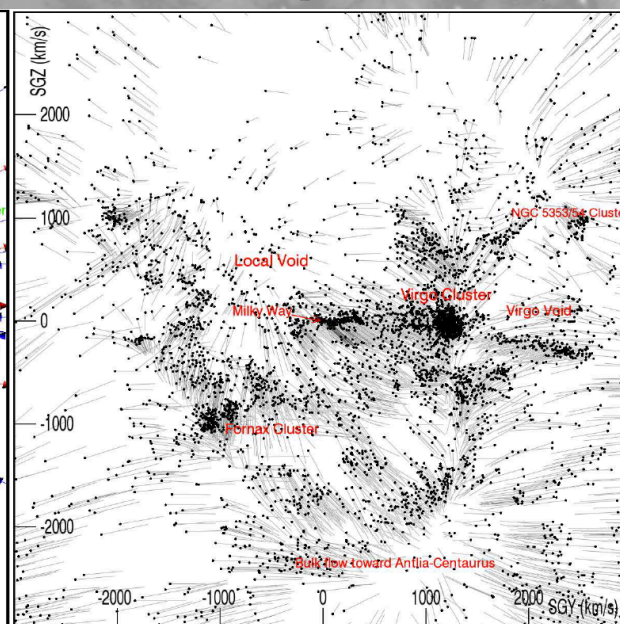 SGZ (km/s)
2000
1000
NGC 5353/54 Cluste
Local Void
Virgo Cluster
Milky Way
Virgo Void
0
-1000
Fornax Cluster
-2000
Bulk flow toward Antlia-Centaurus
-2000
-1000
0
1000
2000
SGY (km/s)